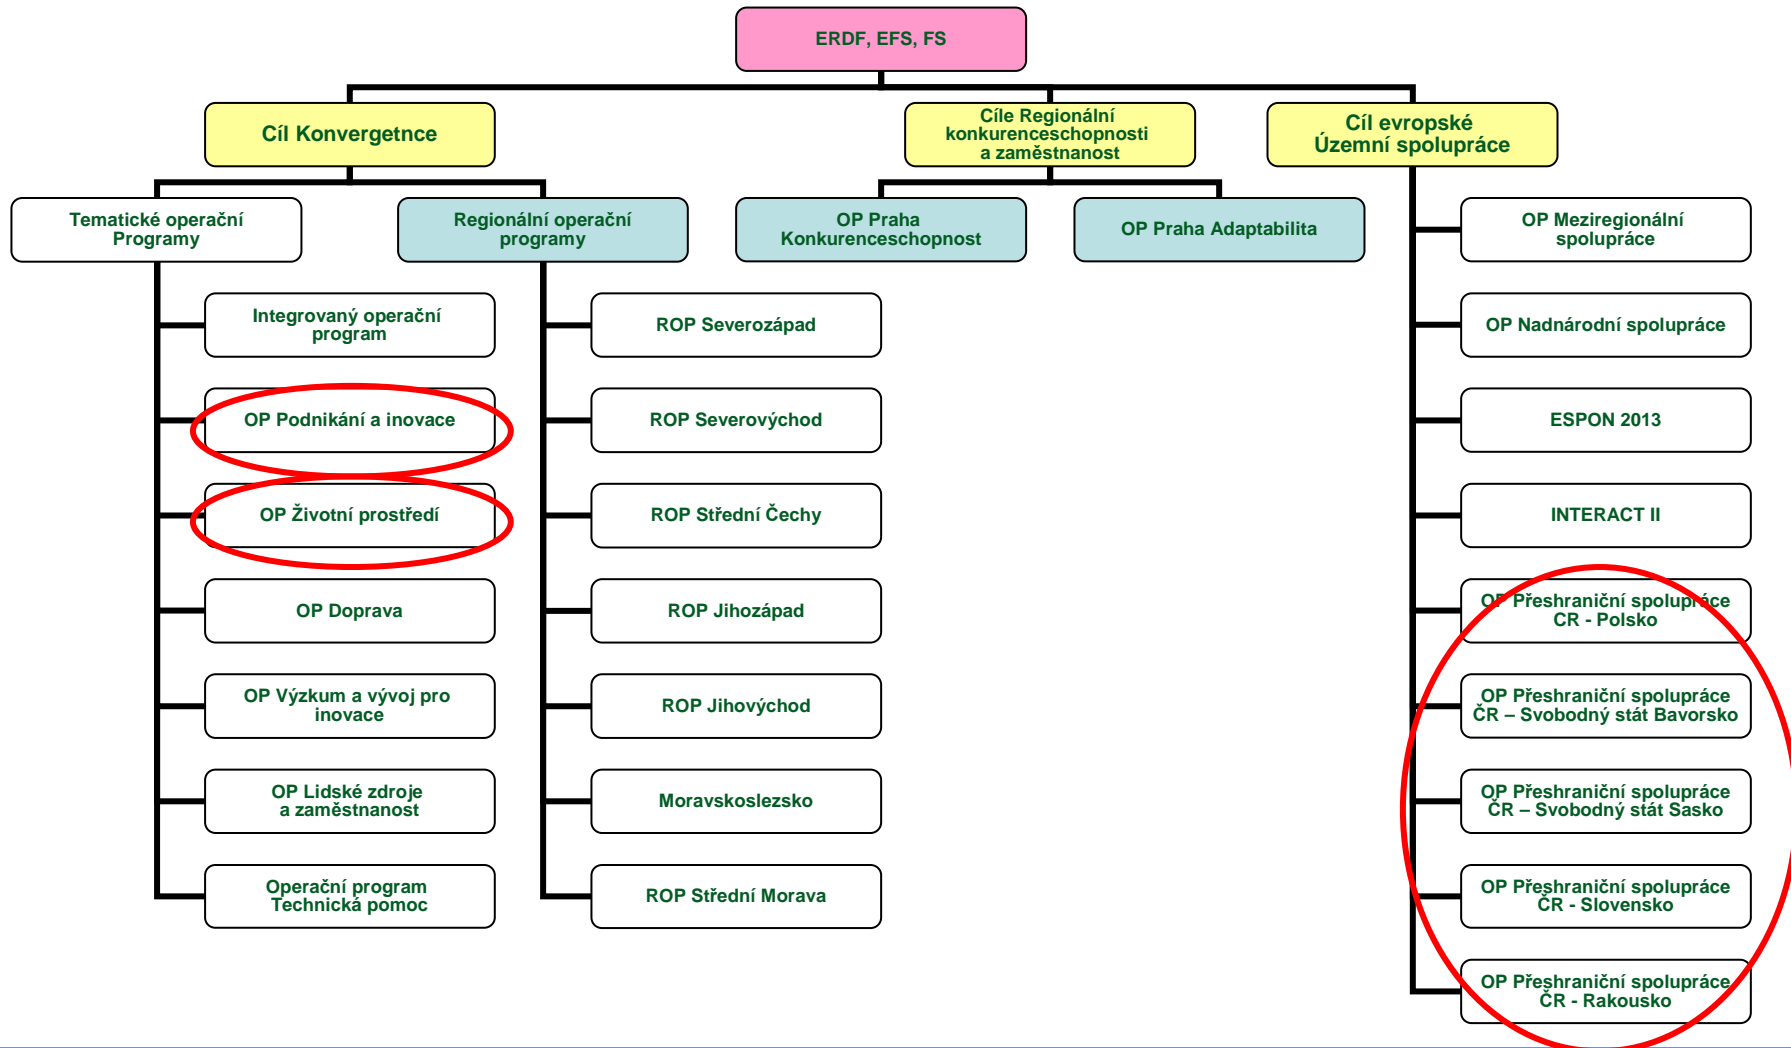 ERDF, EFS, FS
Cíl Konvergetnce
Cíle Regionální
konkurenceschopnosti
a zaměstnanost
Cíl evropské
Územní spolupráce
Tematické operační
Programy
Regionální operační
programy
OP Praha
Konkurenceschopnost
OP Praha Adaptabilita
OP Meziregionální
spolupráce
Integrovaný operační
program
ROP Severozápad
OP Nadnárodní spolupráce
OP Podnikání a inovace
ROP Severovýchod
ESPON 2013
OP Životní prostředí
ROP Střední Čechy
INTERACT II
OP Doprava
ROP Jihozápad
OP Přeshraniční spolupráce
ČR - Polsko
OP Výzkum a vývoj pro
inovace
ROP Jihovýchod
OP Přeshraniční spolupráce
ČR – Svobodný stát Bavorsko
OP Lidské zdroje
a zaměstnanost
Moravskoslezsko
OP Přeshraniční spolupráce
ČR – Svobodný stát Sasko
Operační program
Technická pomoc
ROP Střední Morava
OP Přeshraniční spolupráce
ČR - Slovensko
OP Přeshraniční spolupráce
ČR - Rakousko